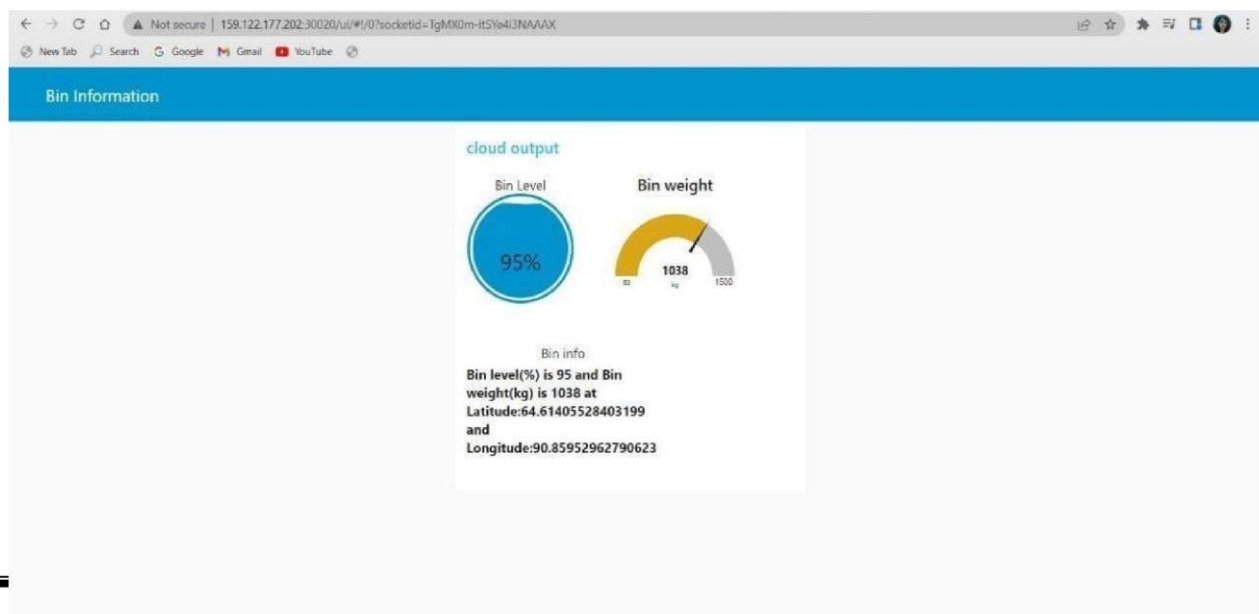 Not secure | 159.122.177.202:30020/ui/#!/0?socketid=TgMX0m-itSYe4i3NAAAX
New Tab Search Google Gmail YouTube
Bin Information
cloud output
Bin Level Bin weight
95%
1038
50 kg 1500
Bin info
Bin level(%) is 95 and Bin
weight(kg) is 1038 at
Latitude:64.61405528403199
and
Longitude:90.85952962790623